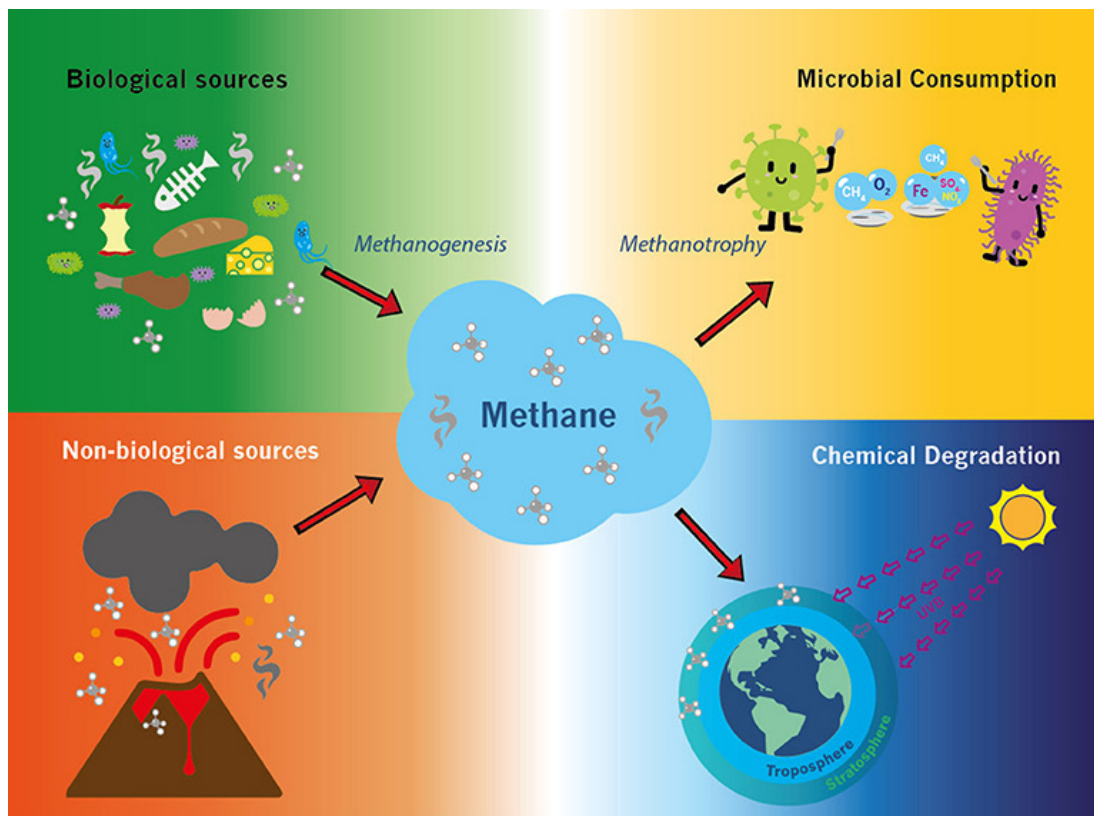 Biological sources
Microbial Consumption
CH₄
CH₄
O₂
Fe
SO₄
Methanogenesis
Methanotrophy
Methane
Non-biological sources
Chemical Degradation
UVB
Troposphere
Stratosphere